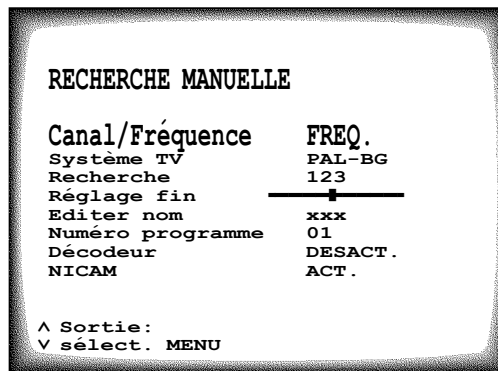 RECHERCHE MANUELLE
Canal/Fréquence FREQ.
Système TV PAL-BG
Recherche 123
Réglage fin
Editer nom xxx
Numéro programme 01
Décodeur DESACT.
NICAM ACT.
∧ Sortie:
∨ sélect. MENU